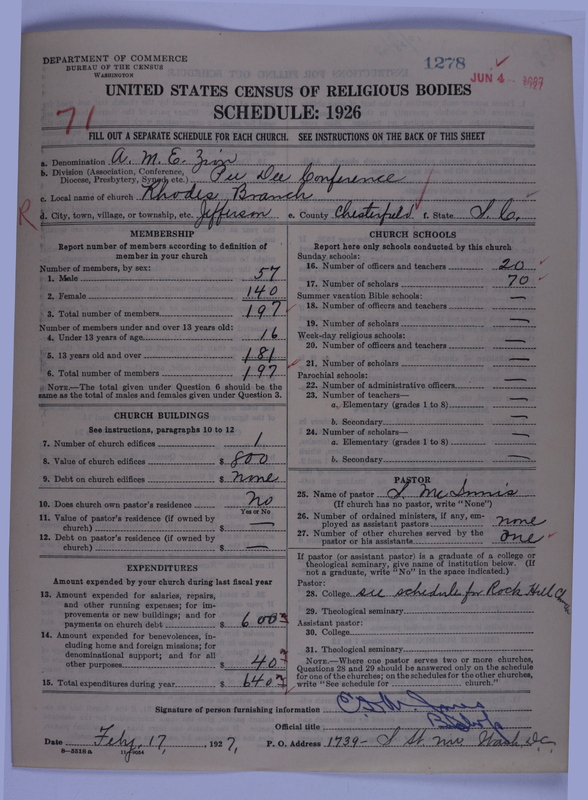 DEPARTMENT OF COMMERCE
BUREAU OF THE CENSUS
WASHINGTON
1278
JUN 4 1927
UNITED STATES CENSUS OF RELIGIOUS BODIES
SCHEDULE: 1926
71
FILL OUT A SEPARATE SCHEDULE FOR EACH CHURCH. SEE INSTRUCTIONS ON THE BACK OF THIS SHEET
a. Denomination A. M. E. Zion
b. Division (Association, Conference, Diocese, Presbytery, Synod, etc.) Pee Dee Conference
c. Local name of church Rhodes Branch
R
d. City, town, village, or township, etc. Jefferson e. County Chesterfield f. State S. C.
MEMBERSHIP
Report number of members according to definition of
member in your church
Number of members, by sex:
1. Male 57
2. Female 140
3. Total number of members 197
Number of members under and over 13 years old:
4. Under 13 years of age 16
5. 13 years old and over 181
6. Total number of members 197
NOTE.—The total given under Question 6 should be the
same as the total of males and females given under Question 3.
CHURCH BUILDINGS
See instructions, paragraphs 10 to 12
7. Number of church edifices 1
8. Value of church edifices $ 800
9. Debt on church edifices $ none
10. Does church own pastor's residence? no
Yes or No
11. Value of pastor's residence (if owned by
church) $ —
12. Debt on pastor's residence (if owned by
church) $ —
EXPENDITURES
Amount expended by your church during last fiscal year
13. Amount expended for salaries, repairs,
and other running expenses; for im-
provements or new buildings; and for
payments on church debt $ 600
14. Amount expended for benevolences, in-
cluding home and foreign missions; for
denominational support; and for all
other purposes $ 40
15. Total expenditures during year $ 640
CHURCH SCHOOLS
Report here only schools conducted by this church
Sunday schools:
16. Number of officers and teachers 20
17. Number of scholars 70
Summer vacation Bible schools:
18. Number of officers and teachers —
19. Number of scholars —
Week-day religious schools:
20. Number of officers and teachers —
21. Number of scholars —
Parochial schools:
22. Number of administrative officers —
23. Number of teachers—
a. Elementary (grades 1 to 8) —
b. Secondary —
24. Number of scholars—
a. Elementary (grades 1 to 8) —
b. Secondary —
PASTOR
25. Name of pastor S. McInnis
(If church has no pastor, write "None")
26. Number of ordained ministers, if any, em-
ployed as assistant pastors none
27. Number of other churches served by the
pastor or his assistants one
If pastor (or assistant pastor) is a graduate of a college or
theological seminary, give name of institution below. (If
not a graduate, write "No" in the space indicated.)
Pastor:
28. College see schedule for Rock Hill
29. Theological seminary
Assistant pastor:
30. College
31. Theological seminary
NOTE.—Where one pastor serves two or more churches,
Questions 28 and 29 should be answered only on the schedule
for one of the churches; on the schedules for the other churches,
write "See schedule for church."
Signature of person furnishing information
Official title Bishop
Date Feby. 17, 1927, P. O. Address 1739- S St. NW Wash D.C.
8—5518a